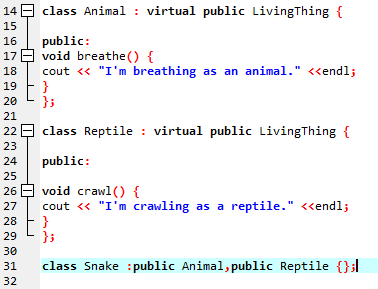 14 class Animal : virtual public LivingThing {
15
16 public:
17 void breathe() {
18 cout << "I'm breathing as an animal." <<endl;
19 }
20 };
21
22 class Reptile : virtual public LivingThing {
23
24 public:
25
26 void crawl() {
27 cout << "I'm crawling as a reptile." <<endl;
28 }
29 };
30
31 class Snake :public Animal,public Reptile {};
32